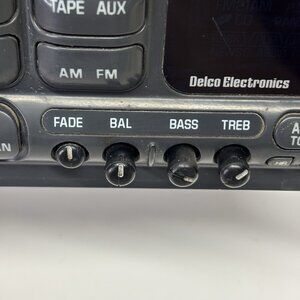 TAPE AUX
AM FM
Delco Electronics
FADE BAL BASS TREB